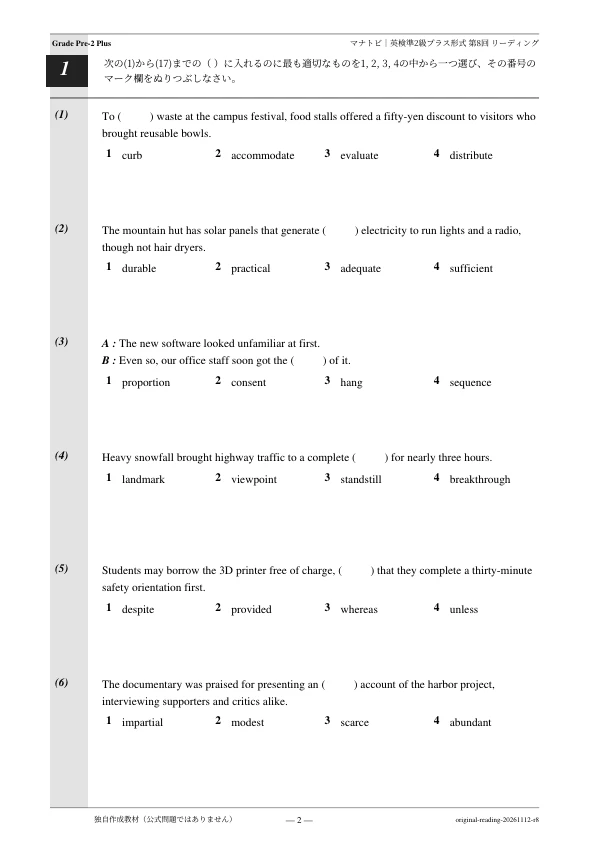 Grade Pre-2 Plus
マナトビ｜英検準2級プラス形式 第8回 リーディング
1
次の(1)から(17)までの（ ）に入れるのに最も適切なものを1, 2, 3, 4の中から一つ選び、その番号の
マーク欄をぬりつぶしなさい。
(1)
To (          ) waste at the campus festival, food stalls offered a fifty-yen discount to visitors who
brought reusable bowls.
1 curb 2 accommodate 3 evaluate 4 distribute
(2)
The mountain hut has solar panels that generate (          ) electricity to run lights and a radio,
though not hair dryers.
1 durable 2 practical 3 adequate 4 sufficient
(3)
A : The new software looked unfamiliar at first.
B : Even so, our office staff soon got the (          ) of it.
1 proportion 2 consent 3 hang 4 sequence
(4)
Heavy snowfall brought highway traffic to a complete (          ) for nearly three hours.
1 landmark 2 viewpoint 3 standstill 4 breakthrough
(5)
Students may borrow the 3D printer free of charge, (          ) that they complete a thirty-minute
safety orientation first.
1 despite 2 provided 3 whereas 4 unless
(6)
The documentary was praised for presenting an (          ) account of the harbor project,
interviewing supporters and critics alike.
1 impartial 2 modest 3 scarce 4 abundant
独自作成教材（公式問題ではありません）
— 2 —
original-reading-20261112-r8